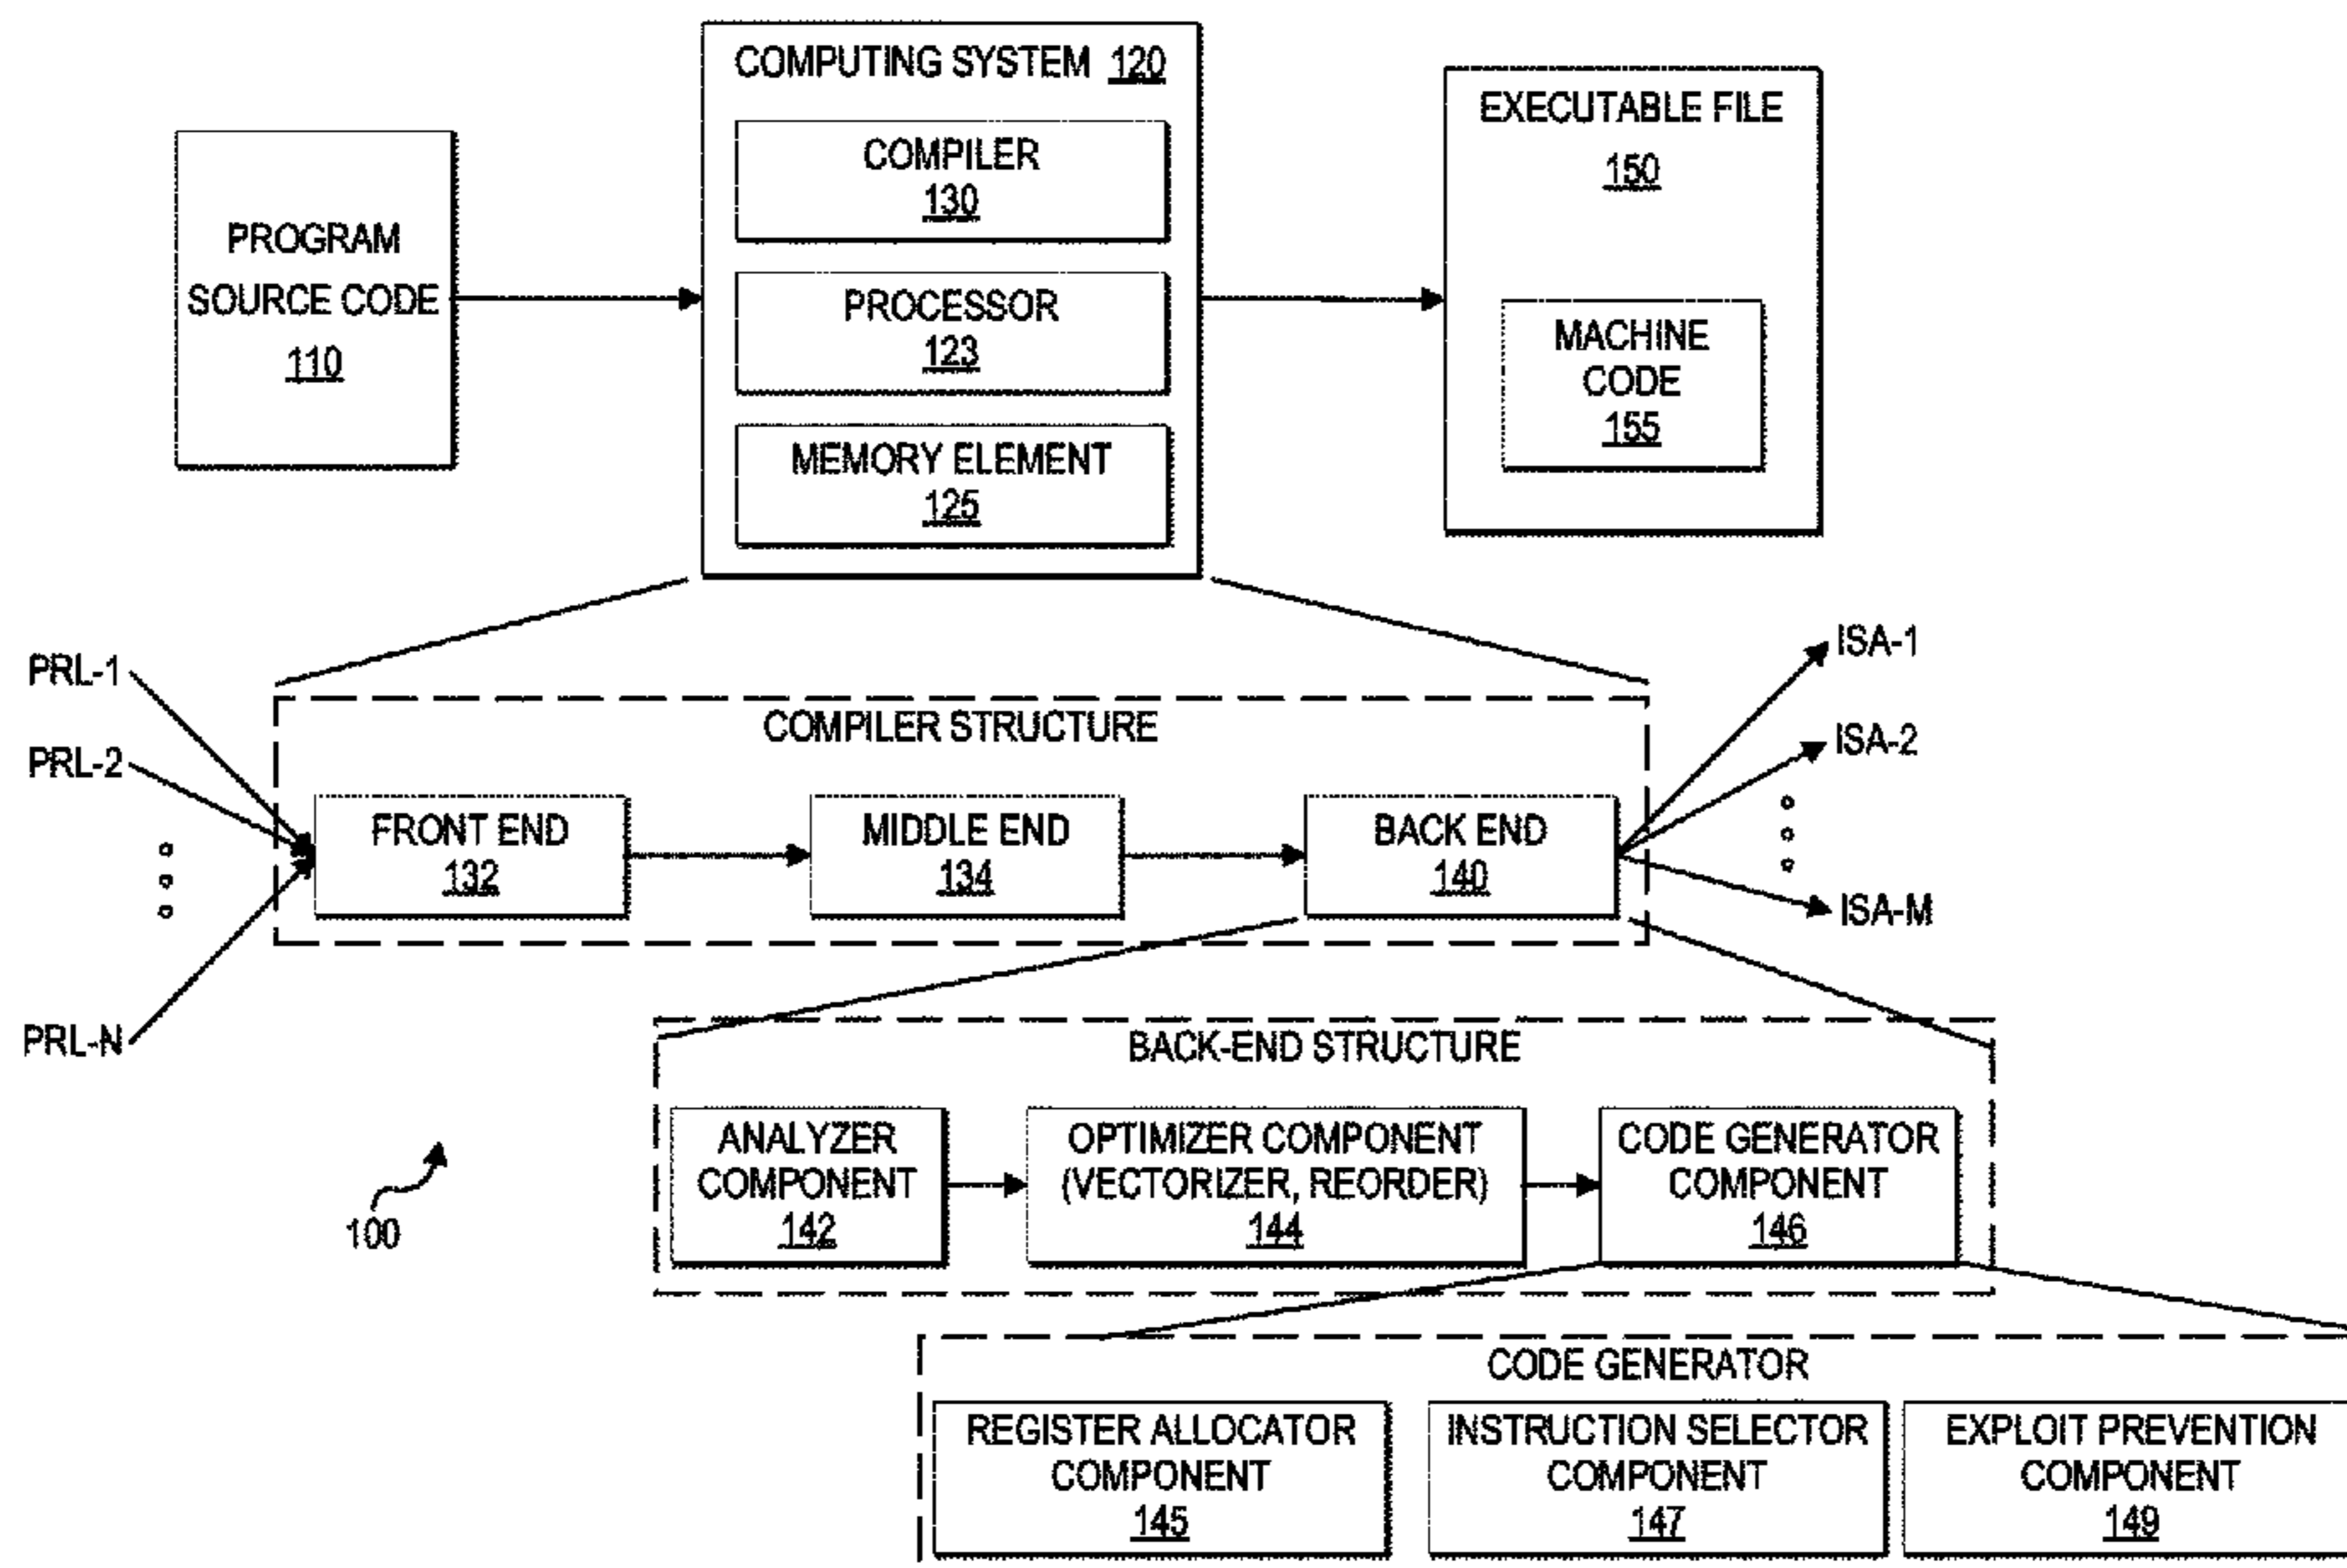 COMPUTING SYSTEM 120
COMPILER
130
PROCESSOR
123
MEMORY ELEMENT
125
PROGRAM
SOURCE CODE
110
EXECUTABLE FILE
150
MACHINE
CODE
155
PRL-1
PRL-2
PRL-N
COMPILER STRUCTURE
FRONT END
132
MIDDLE END
134
BACK END
140
ISA-1
ISA-2
ISA-M
BACK-END STRUCTURE
ANALYZER
COMPONENT
142
OPTIMIZER COMPONENT
(VECTORIZER, REORDER)
144
CODE GENERATOR
COMPONENT
146
100
CODE GENERATOR
REGISTER ALLOCATOR
COMPONENT
145
INSTRUCTION SELECTOR
COMPONENT
147
EXPLOIT PREVENTION
COMPONENT
149